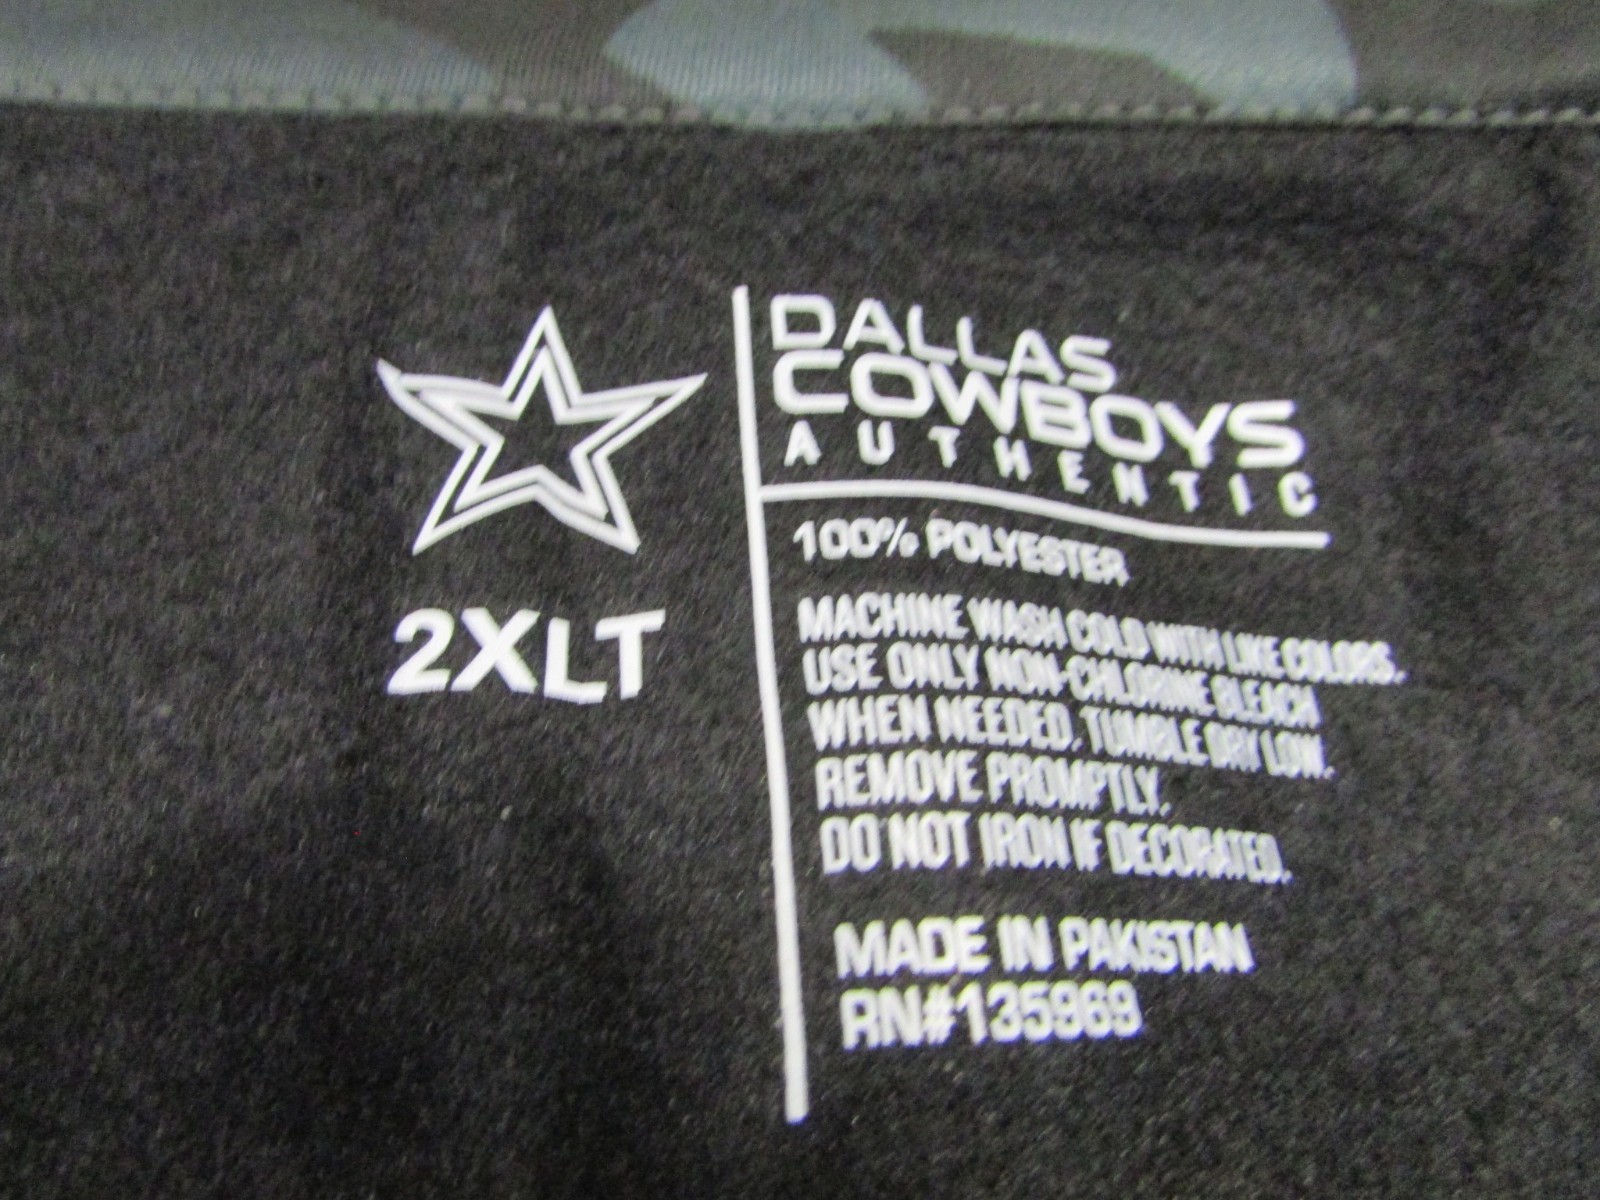 DALLAS
COWBOYS
AUTHENTIC
2XLT
100% POLYESTER
MACHINE WASH COLD WITH LIKE COLORS.
USE ONLY NON-CHLORINE BLEACH
WHEN NEEDED. TUMBLE DRY LOW.
REMOVE PROMPTLY.
DO NOT IRON IF DECORATED.
MADE IN PAKISTAN
RN#135969